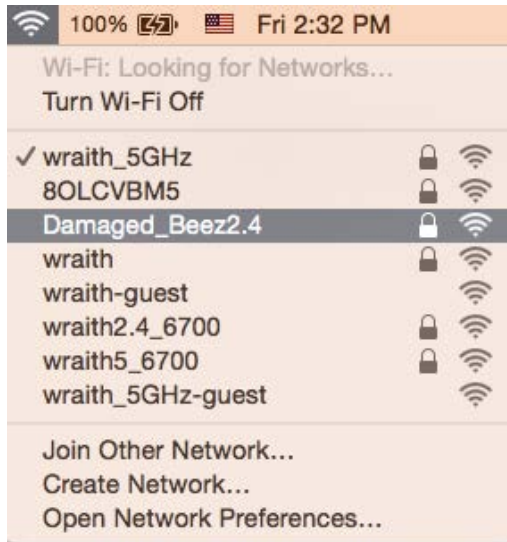 100% Fri 2:32 PM
Wi-Fi: Looking for Networks...
Turn Wi-Fi Off
wraith_5GHz
8OLCVBM5
Damaged_Beez2.4
wraith
wraith-guest
wraith2.4_6700
wraith5_6700
wraith_5GHz-guest
Join Other Network...
Create Network...
Open Network Preferences...